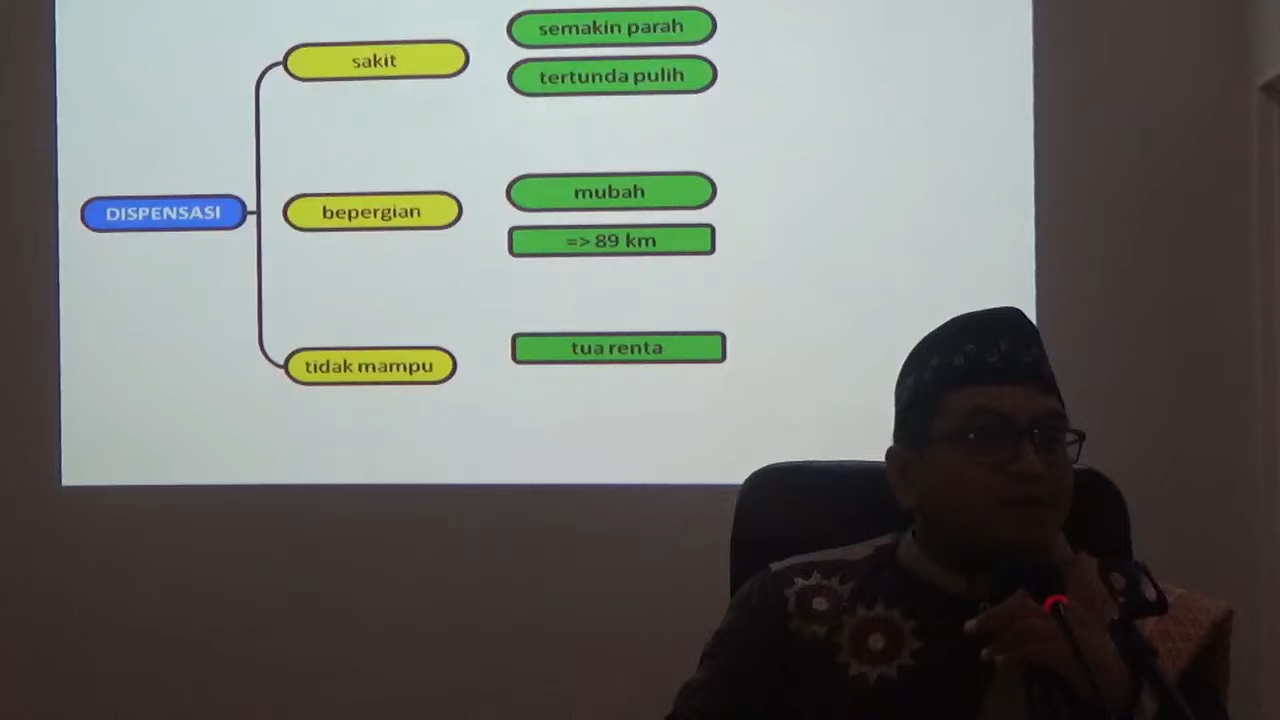 semakin parah
sakit
tertunda pulih
mubah
DISPENSASI
bepergian
=> 89 km
tua renta
tidak mampu